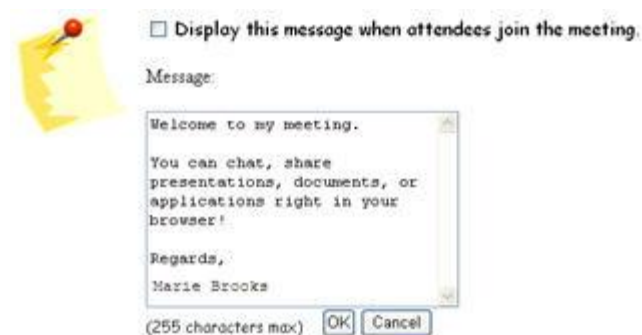 Display this message when attendees join the meeting.
Message:
Welcome to my meeting.
You can chat, share
presentations, documents, or
applications right in your
browser!
Regards,
Marie Brooks
(255 characters max) OK Cancel